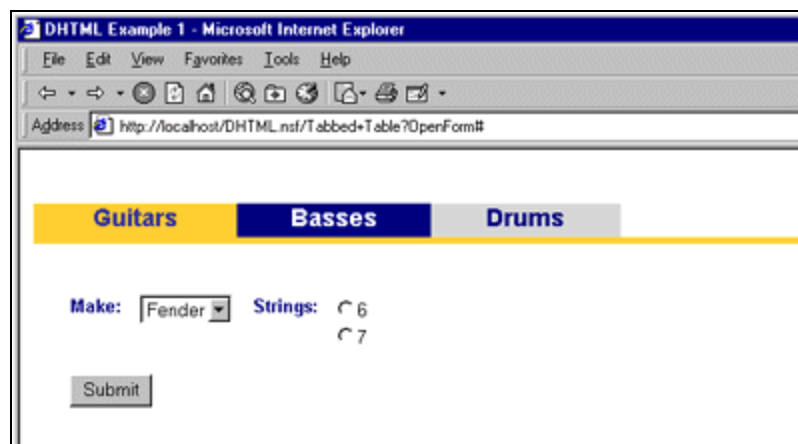 DHTML Example 1 - Microsoft Internet Explorer
File Edit View Favorites Tools Help
Address http://localhost/DHTML.nsf/Tabbed+Table?OpenForm#
Guitars Basses Drums
Make: Fender Strings: 6
7
Submit